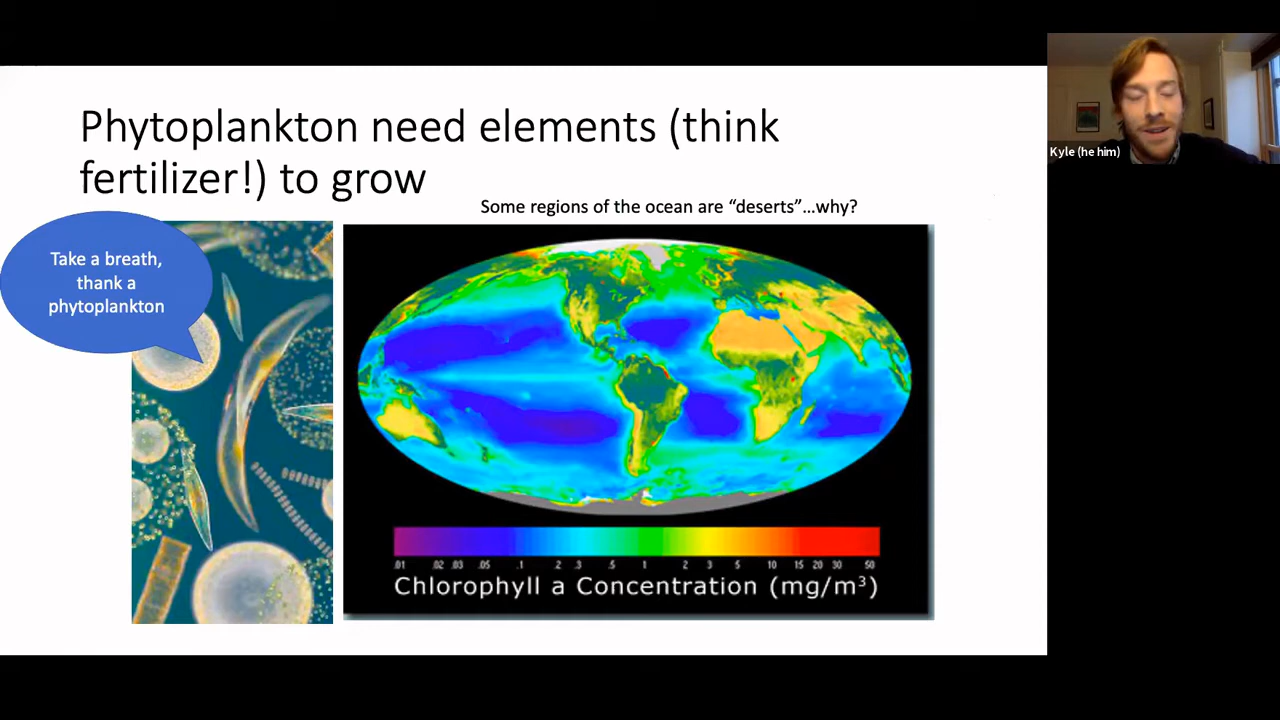 Phytoplankton need elements (think
fertilizer!) to grow
Some regions of the ocean are “deserts”...why?
Take a breath,
thank a
phytoplankton
.01 .02 .03 .05 .1 .2 .3 .5 1 2 3 5 10 15 20 30 50
Chlorophyll a Concentration (mg/m³)
Kyle (he him)